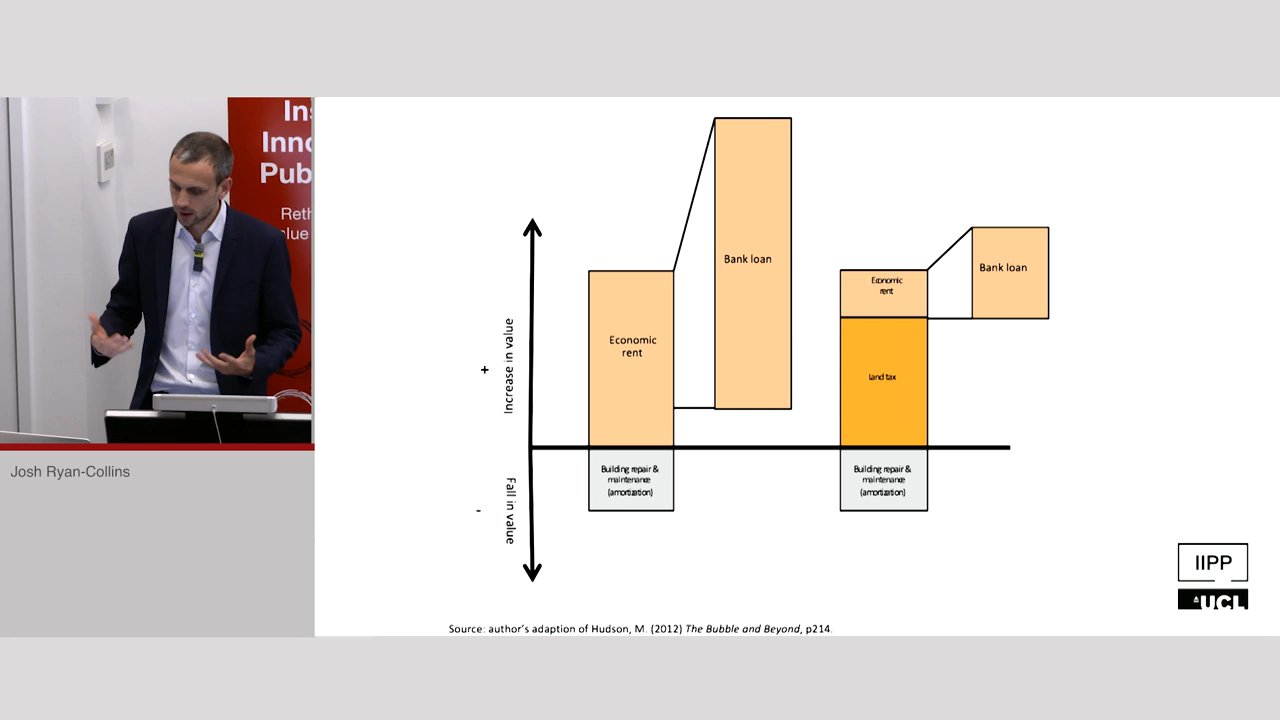 In
Inno
Pub
Reth
lue
Josh Ryan-Collins
Bank loan
Economic
rent
+
Increase in value
-
Fall in value
Building repair &
maintenance
(amortization)
Economic
rent
land tax
Bank loan
Building repair &
maintenance
(amortization)
IIPP
UCL
Source: author's adaption of Hudson, M. (2012) The Bubble and Beyond, p214.